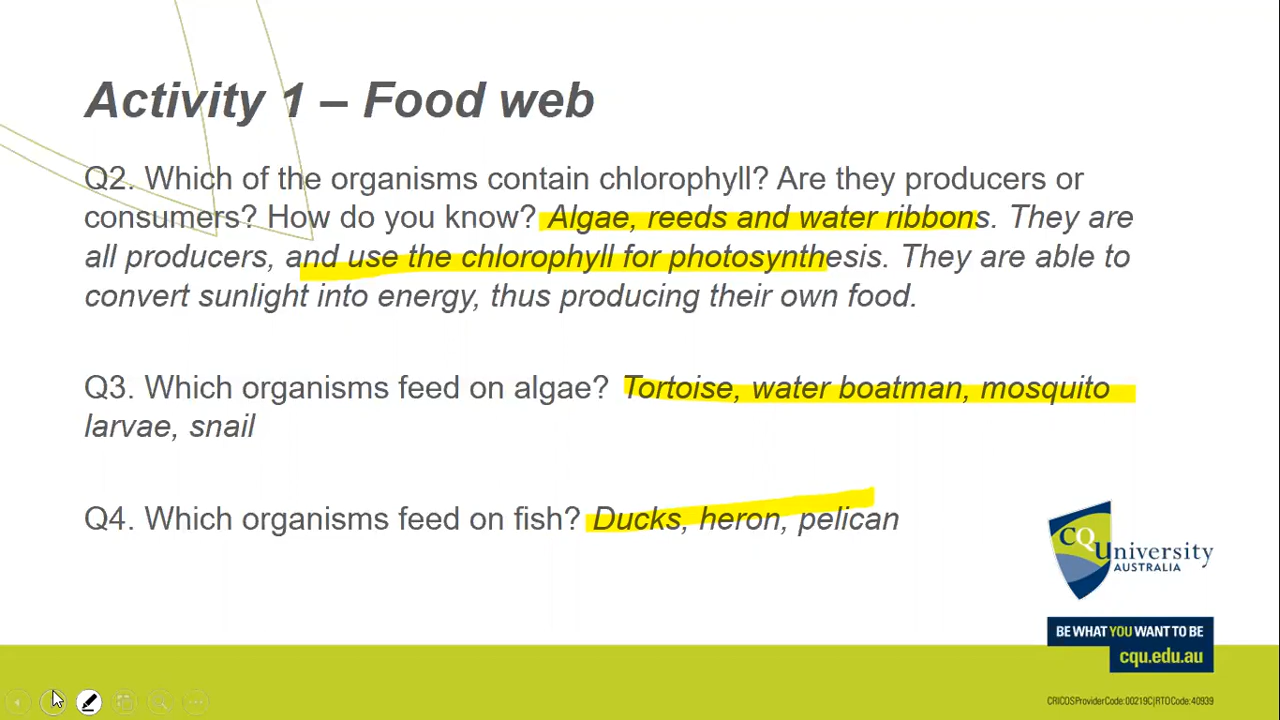 Activity 1 – Food web
Q2. Which of the organisms contain chlorophyll? Are they producers or
consumers? How do you know? Algae, reeds and water ribbons. They are
all producers, and use the chlorophyll for photosynthesis. They are able to
convert sunlight into energy, thus producing their own food.
Q3. Which organisms feed on algae? Tortoise, water boatman, mosquito
larvae, snail
Q4. Which organisms feed on fish? Ducks, heron, pelican
CQUniversity
AUSTRALIA
BE WHAT YOU WANT TO BE
cqu.edu.au
CRICOSProviderCode:00219C|RTOCode:40939